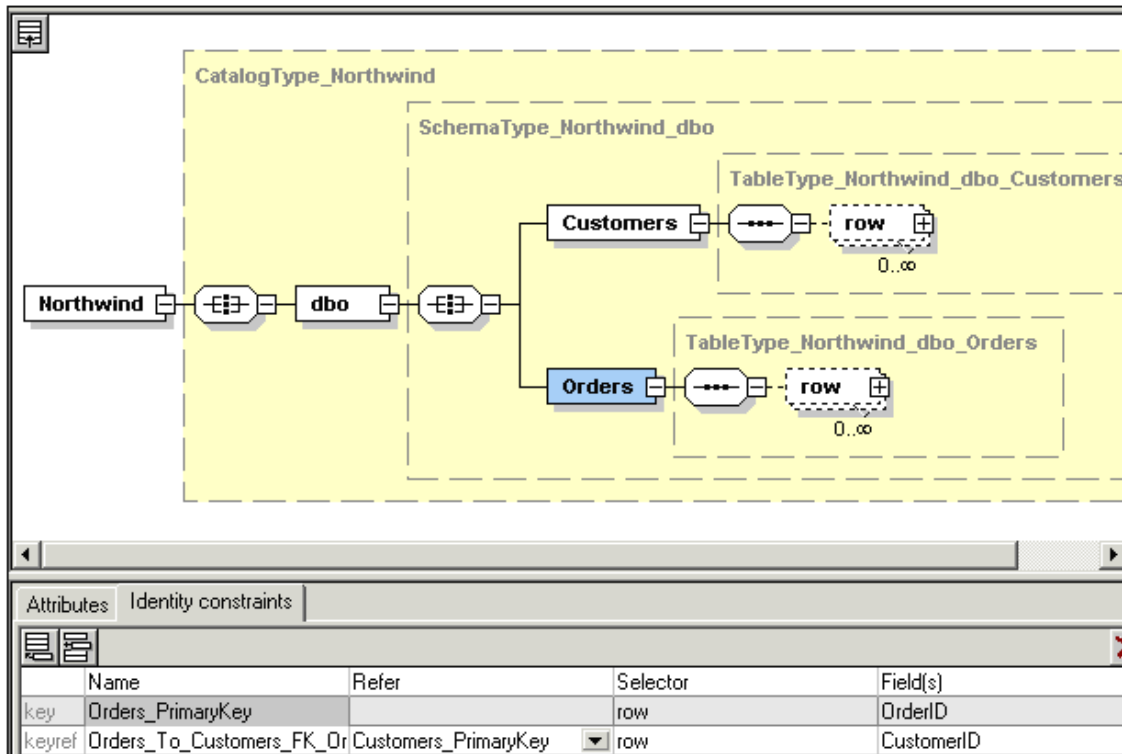 CatalogType_Northwind
SchemaType_Northwind_dbo
TableType_Northwind_dbo_Customers
Customers
row
0..∞
Northwind
dbo
TableType_Northwind_dbo_Orders
Orders
row
0..∞
Attributes Identity constraints
Name Refer Selector Field(s)
key Orders_PrimaryKey row OrderID
keyref Orders_To_Customers_FK_Or Customers_PrimaryKey row CustomerID